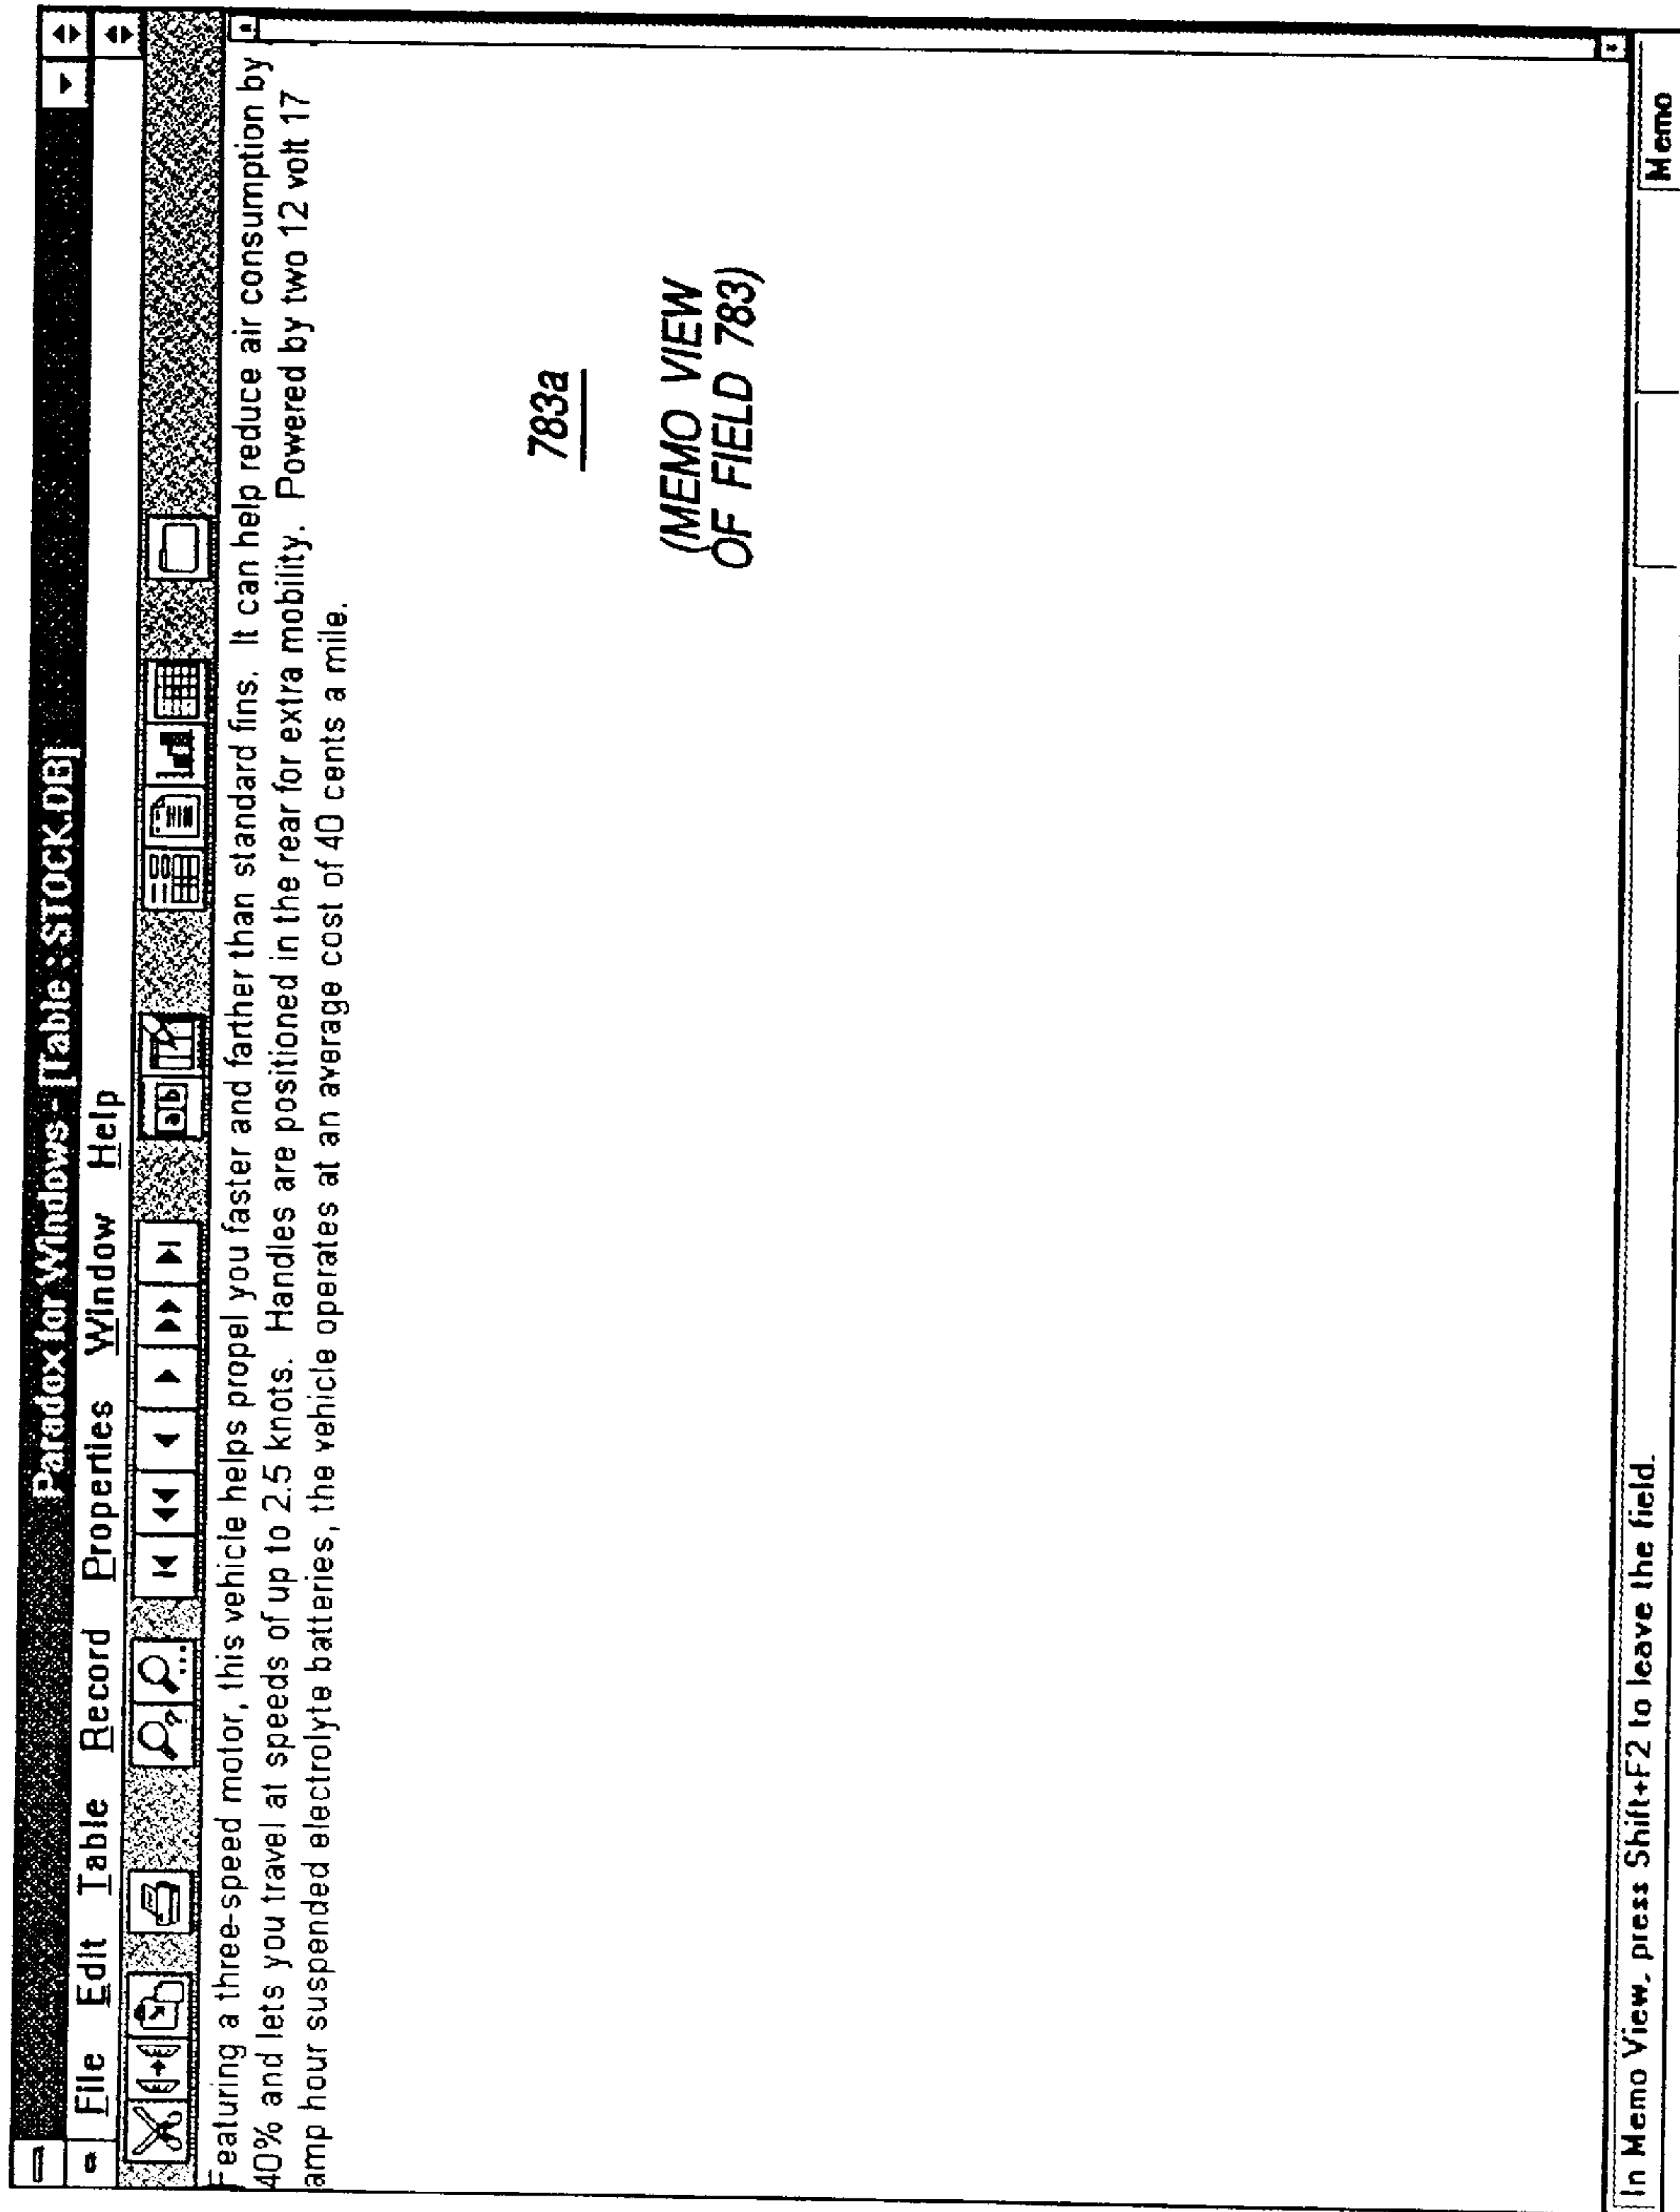 Paradox for Windows - [Table : STOCK.DB]
File Edit Table Record Properties Window Help
ab
Featuring a three-speed motor, this vehicle helps propel you faster and farther than standard fins. It can help reduce air consumption by
40% and lets you travel at speeds of up to 2.5 knots. Handles are positioned in the rear for extra mobility. Powered by two 12 volt 17
amp hour suspended electrolyte batteries, the vehicle operates at an average cost of 40 cents a mile.
783a
(MEMO VIEW
OF FIELD 783)
In Memo View, press Shift+F2 to leave the field. Memo